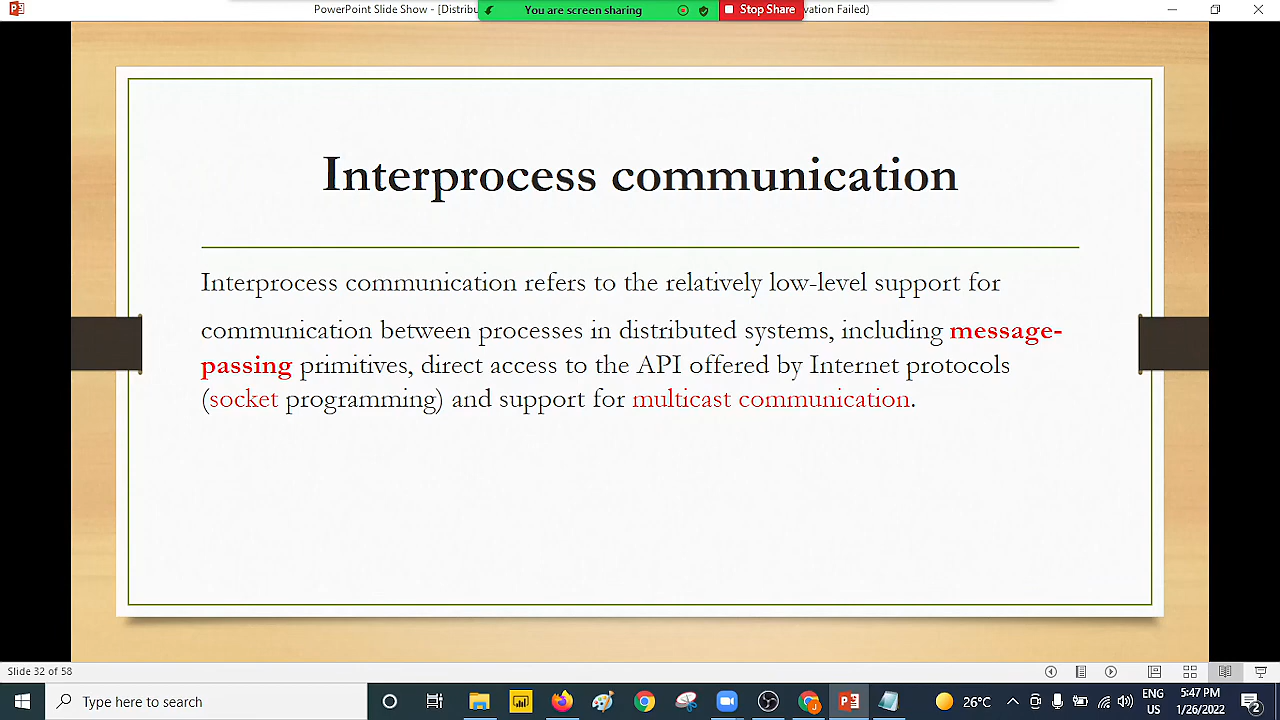 PowerPoint Slide Show - [Distribu
You are screen sharing
Stop Share
vation Failed)
Interprocess communication
Interprocess communication refers to the relatively low-level support for
communication between processes in distributed systems, including message-
passing primitives, direct access to the API offered by Internet protocols
(socket programming) and support for multicast communication.
Slide 32 of 58
Type here to search
26°C
ENG
US
5:47 PM
1/26/2022
2